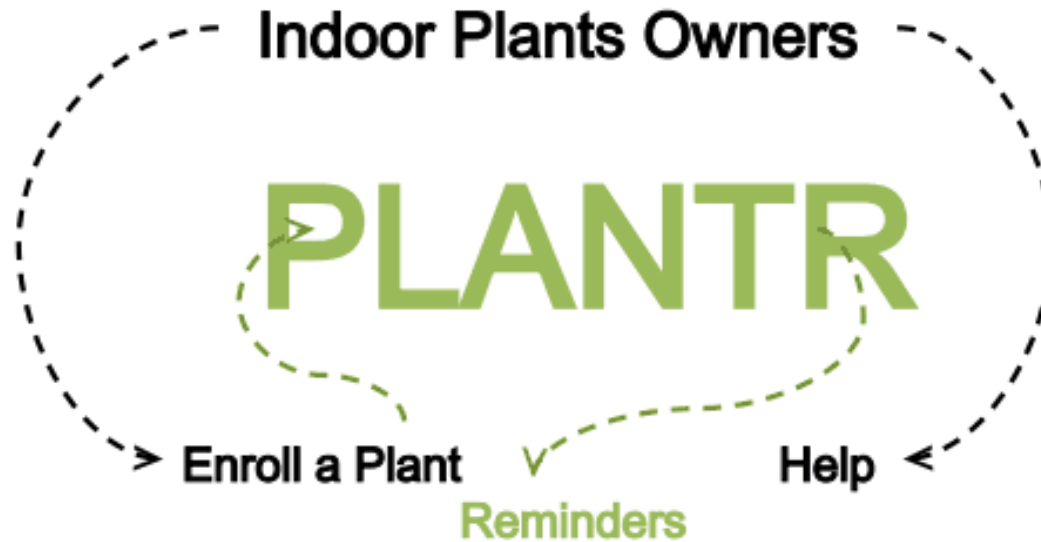 Indoor Plants Owners
PLANTR
Enroll a Plant
Help
Reminders